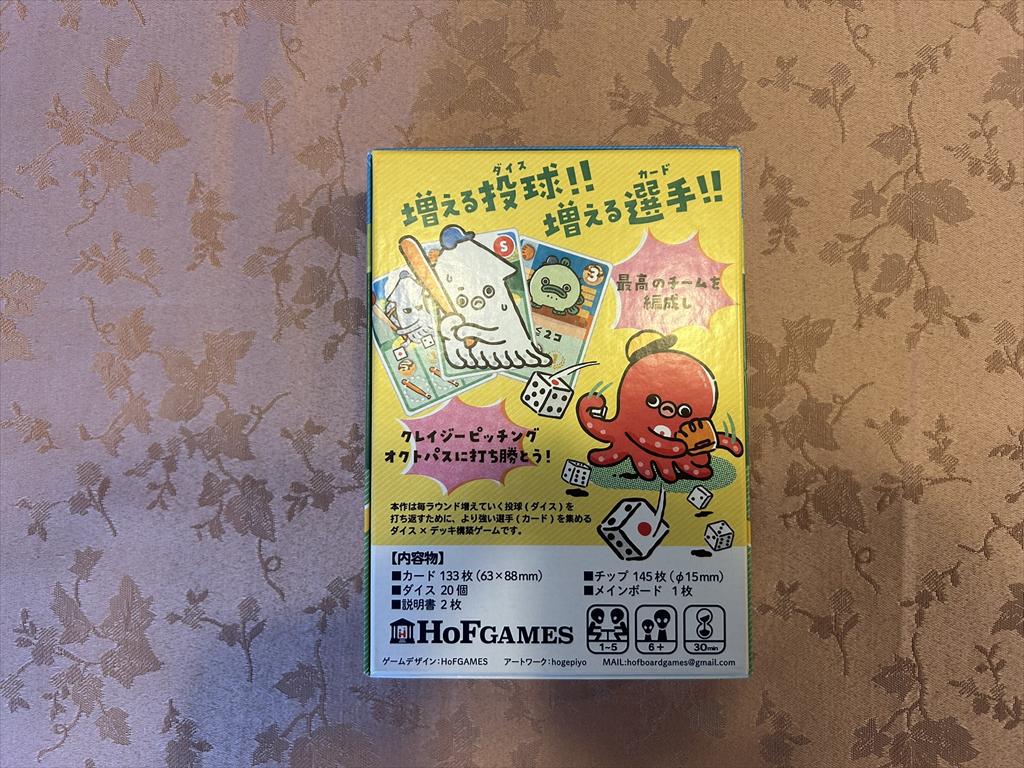 ダイス
増える投球!!
カード
増える選手!!
S
3
≤2コ
最高のチームを
編成し
クレイジーピッチング
オクトパスに打ち勝とう!
本作は毎ラウンド増えていく投球(ダイス)を
打ち返すために、より強い選手(カード)を集める
ダイス×デッキ構築ゲームです。
【内容物】
■カード 133枚(63×88mm)
■ダイス 20個
■説明書 2枚
■チップ 145枚(φ15mm)
■メインボード 1枚
H HoFGAMES
1~5
6+
30min
ゲームデザイン:HoFGAMES アートワーク:hogepiyo MAIL:hofboardgames@gmail.com